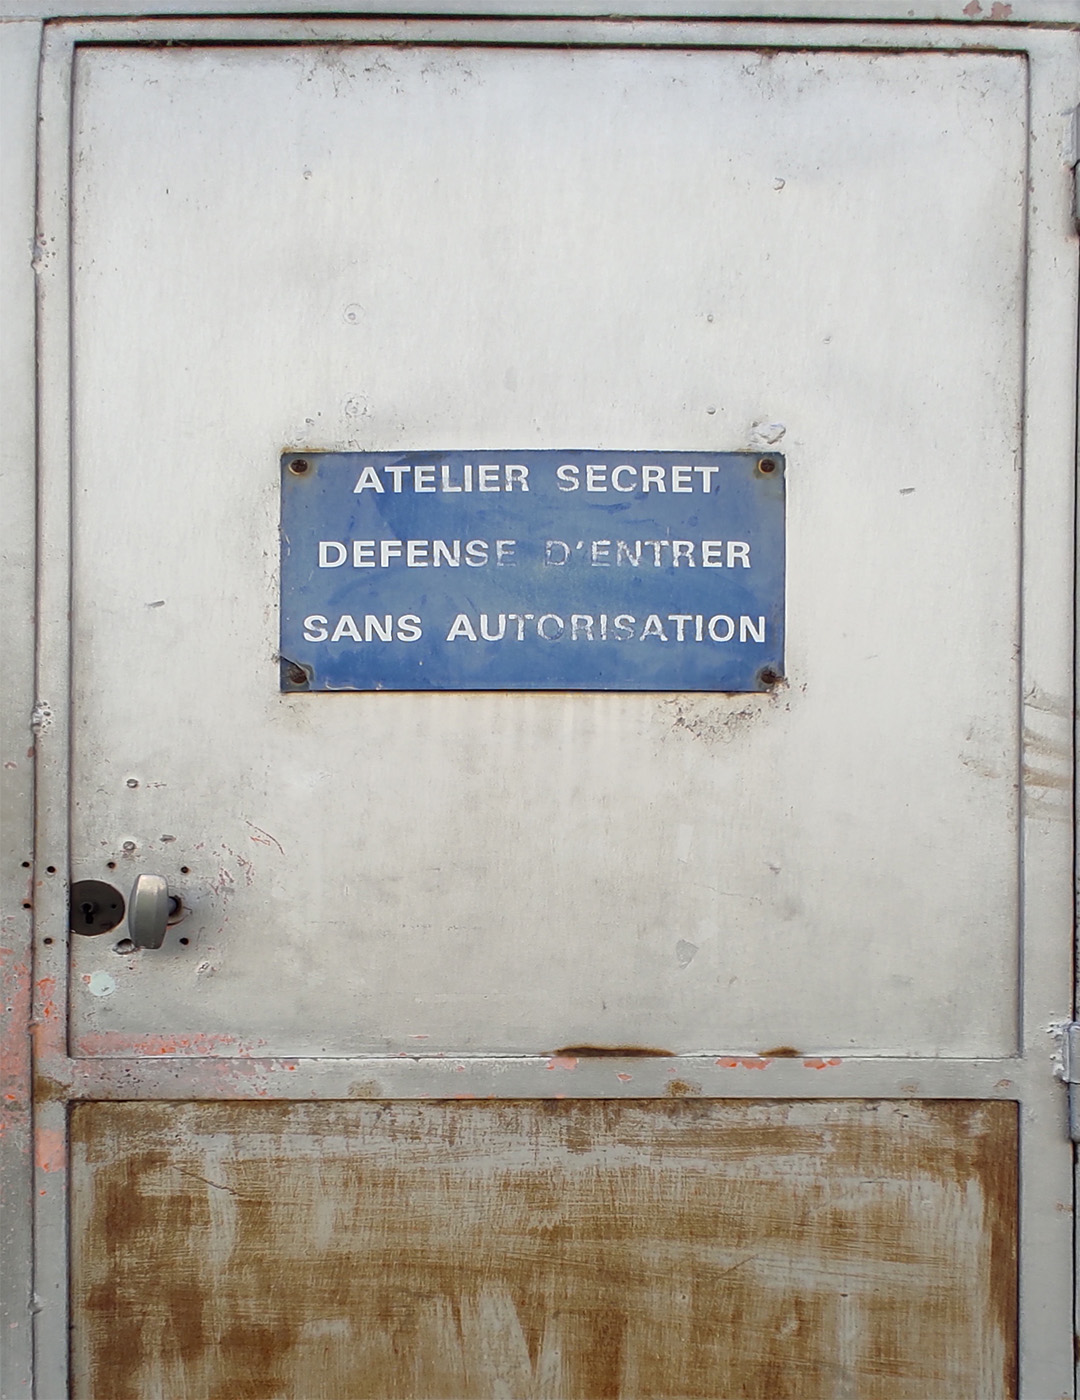 ATELIER SECRET
DEFENSE D'ENTRER
SANS AUTORISATION